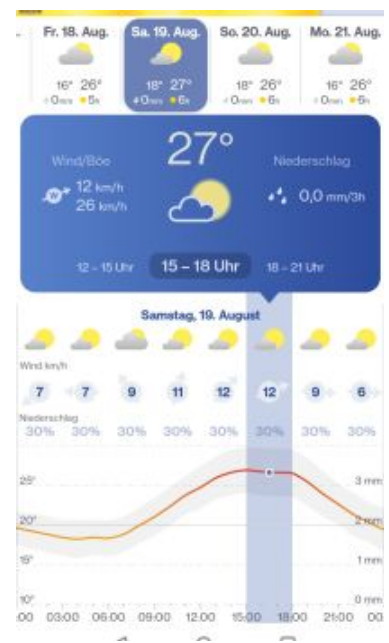 Fr. 18. Aug. Sa. 19. Aug. So. 20. Aug. Mo. 21. Aug.
16° 26° 18° 27° 18° 26° 16° 26°
0mm 5h 0mm 6h 0mm 6h 0mm 6h
27°
Wind/Böe Niederschlag
W 12 km/h 0,0 mm/3h
26 km/h
12 – 15 Uhr 15 – 18 Uhr 18 – 21 Uhr
Samstag, 19. August
Wind km/h
7 7 9 11 12 12 9 6
Niederschlag
30% 30% 30% 30% 30% 30% 30% 30%
25° 3 mm
20° 2 mm
15° 1 mm
10° 0 mm
:00 03:00 06:00 09:00 12:00 15:00 18:00 21:00 00: